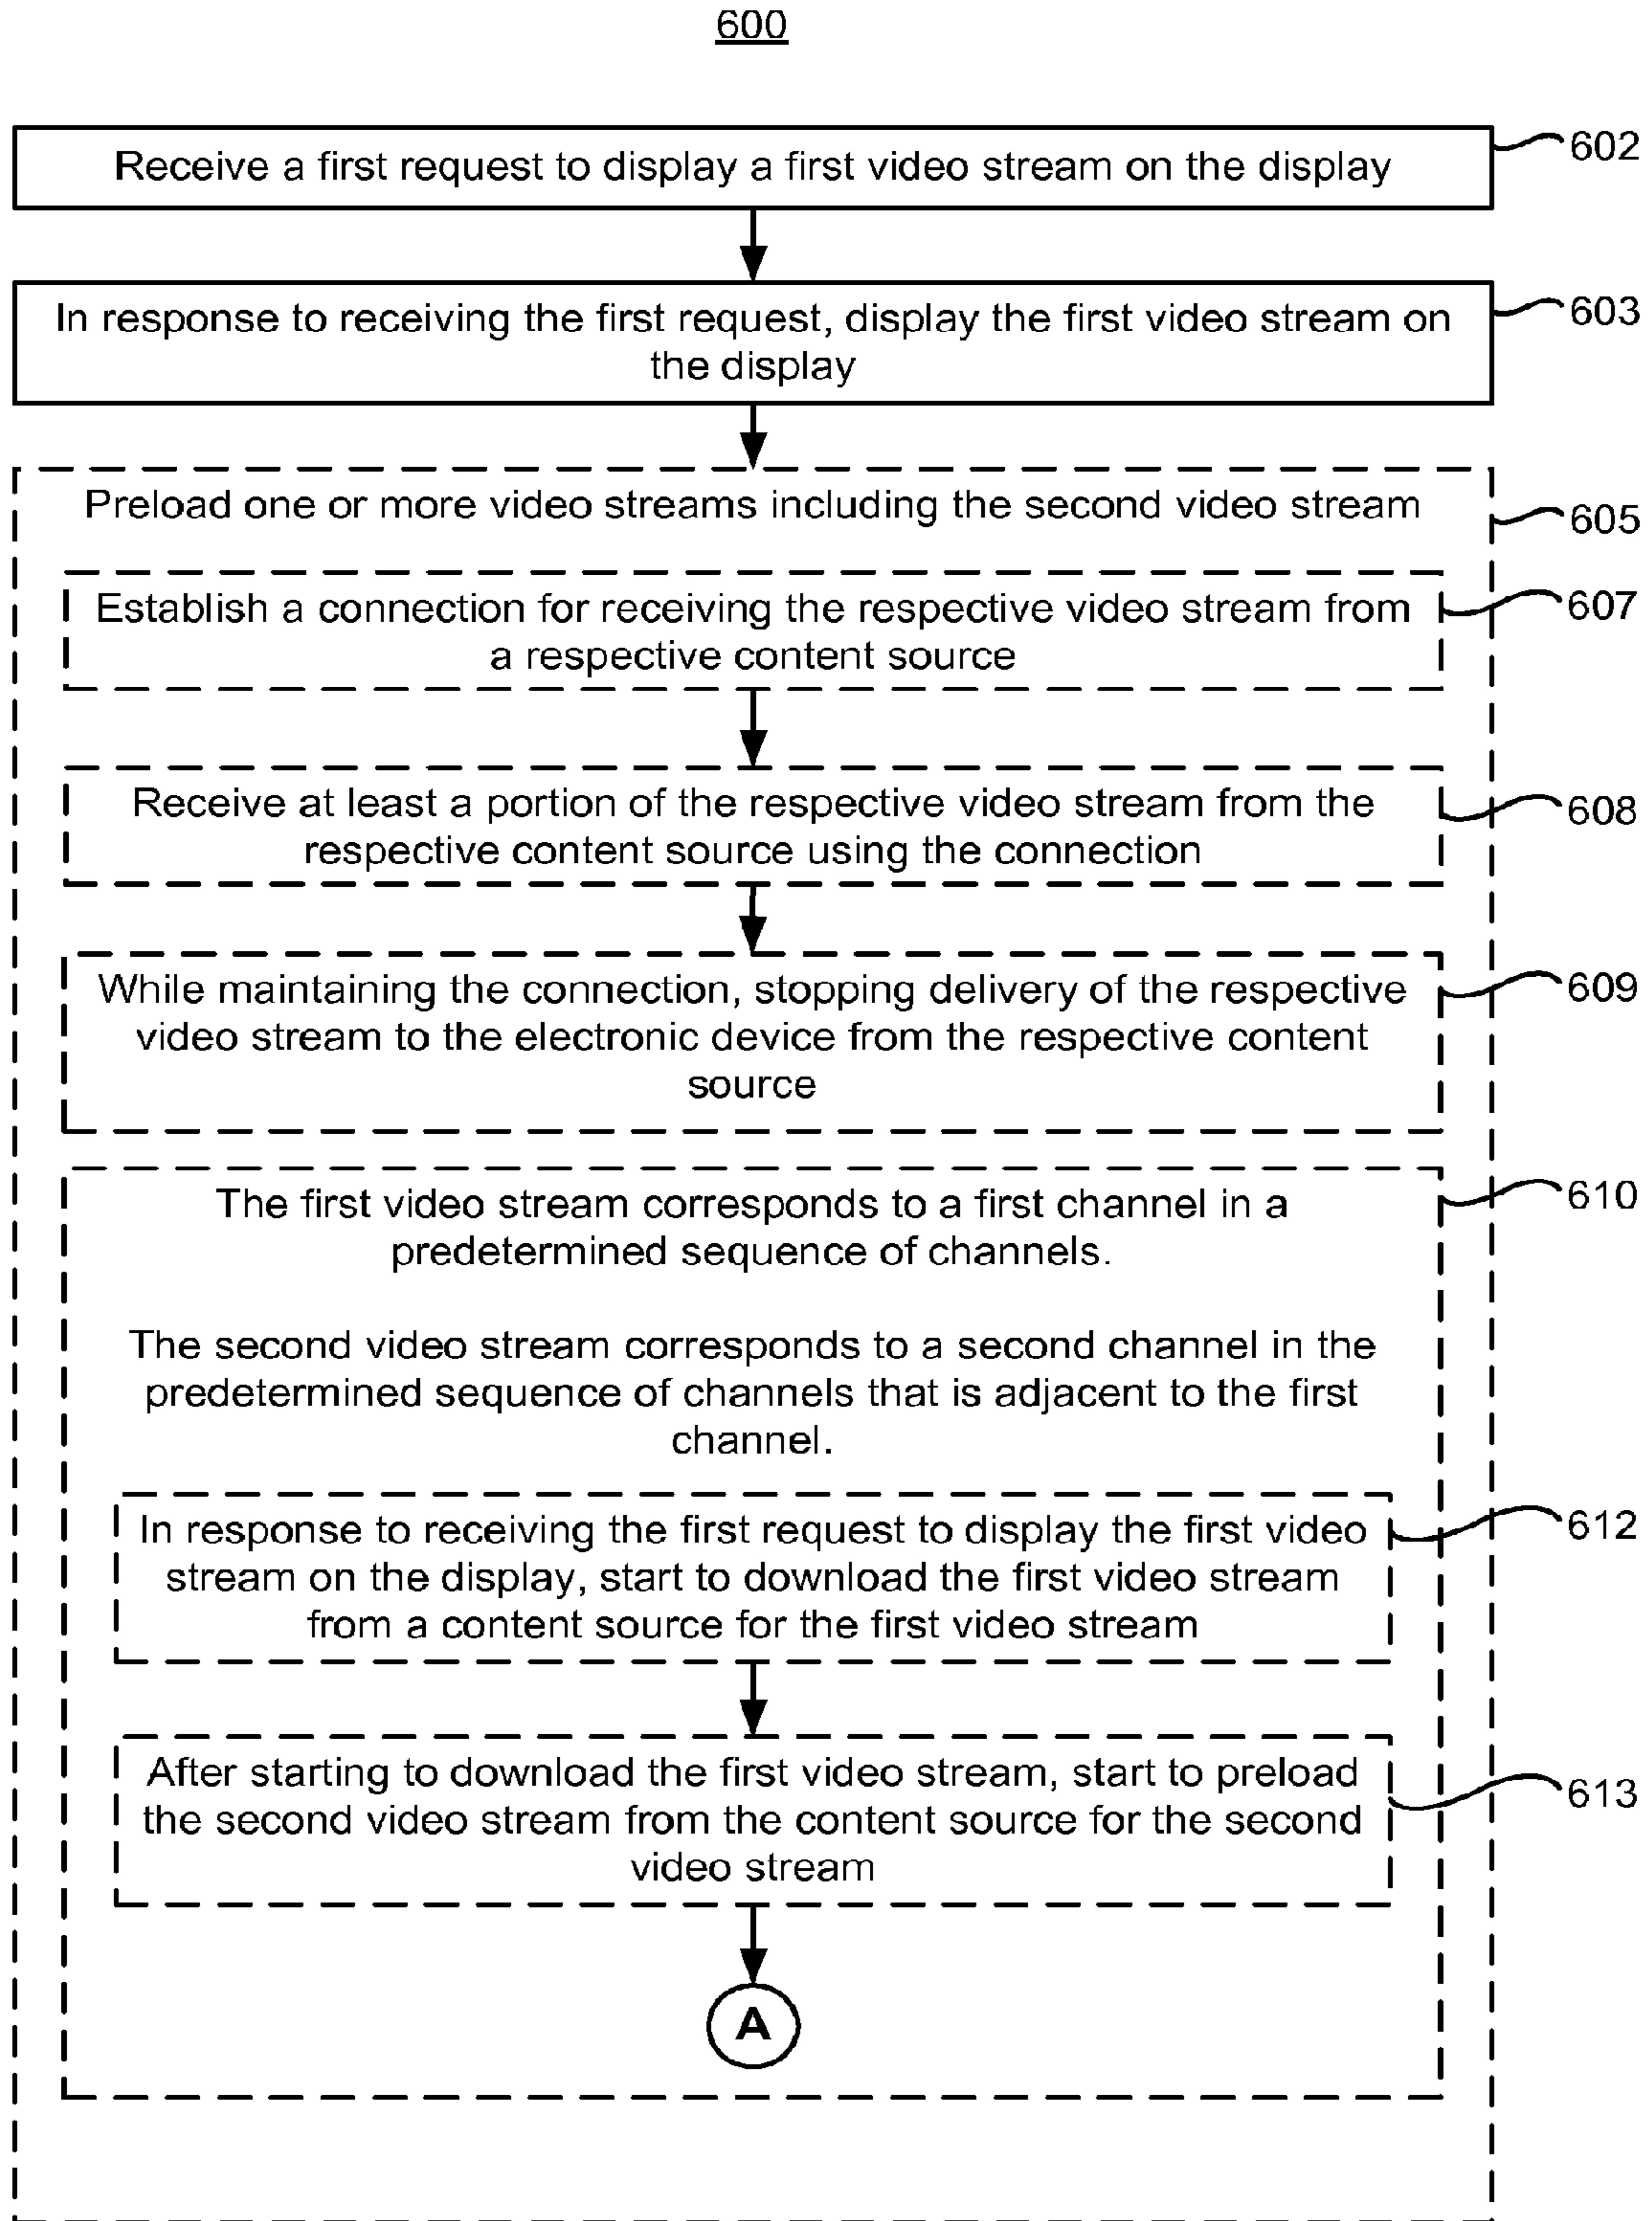 600
Receive a first request to display a first video stream on the display
602
In response to receiving the first request, display the first video stream on
the display
603
Preload one or more video streams including the second video stream
605
Establish a connection for receiving the respective video stream from
a respective content source
607
Receive at least a portion of the respective video stream from the
respective content source using the connection
608
While maintaining the connection, stopping delivery of the respective
video stream to the electronic device from the respective content
source
609
The first video stream corresponds to a first channel in a
predetermined sequence of channels.
610
The second video stream corresponds to a second channel in the
predetermined sequence of channels that is adjacent to the first
channel.
In response to receiving the first request to display the first video
stream on the display, start to download the first video stream
from a content source for the first video stream
612
After starting to download the first video stream, start to preload
the second video stream from the content source for the second
video stream
613
A